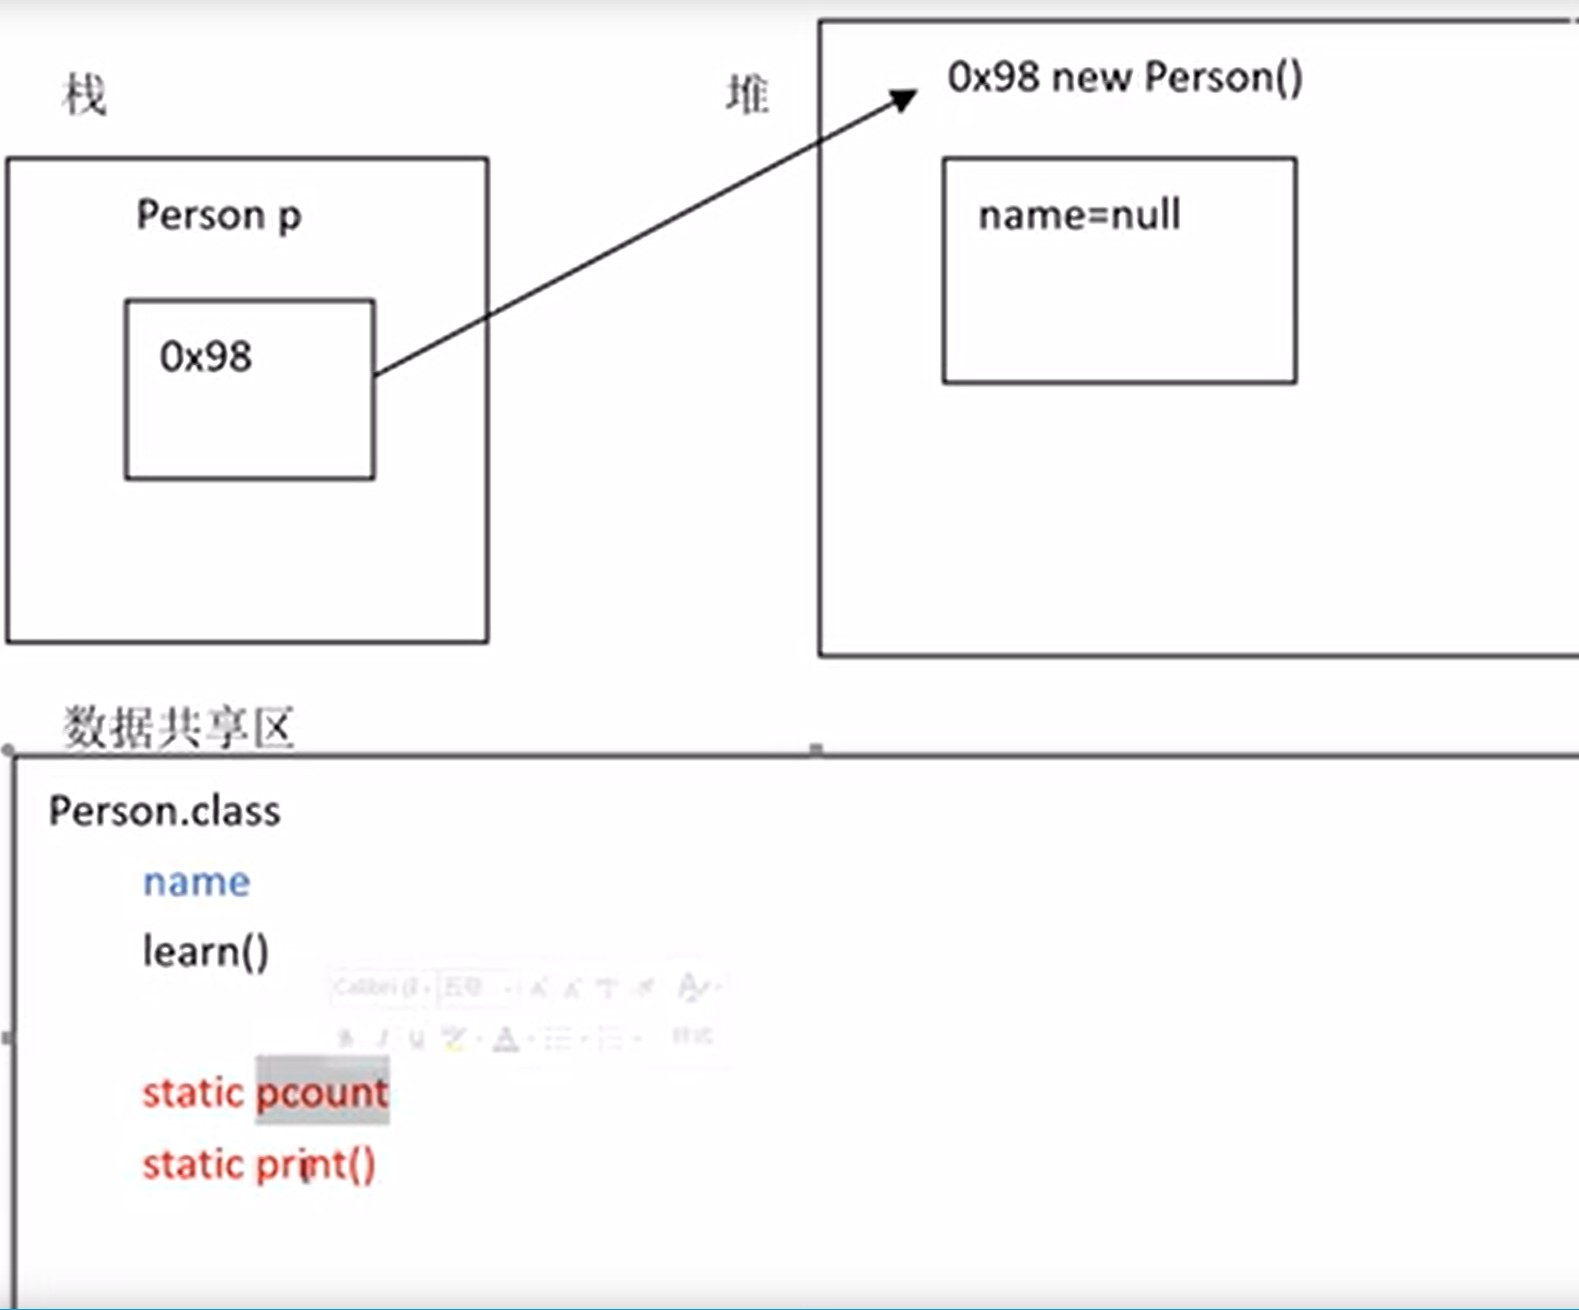 栈
Person p
0x98
堆
0x98 new Person()
name=null
数据共享区
Person.class
name
learn()
static pcount
static print()